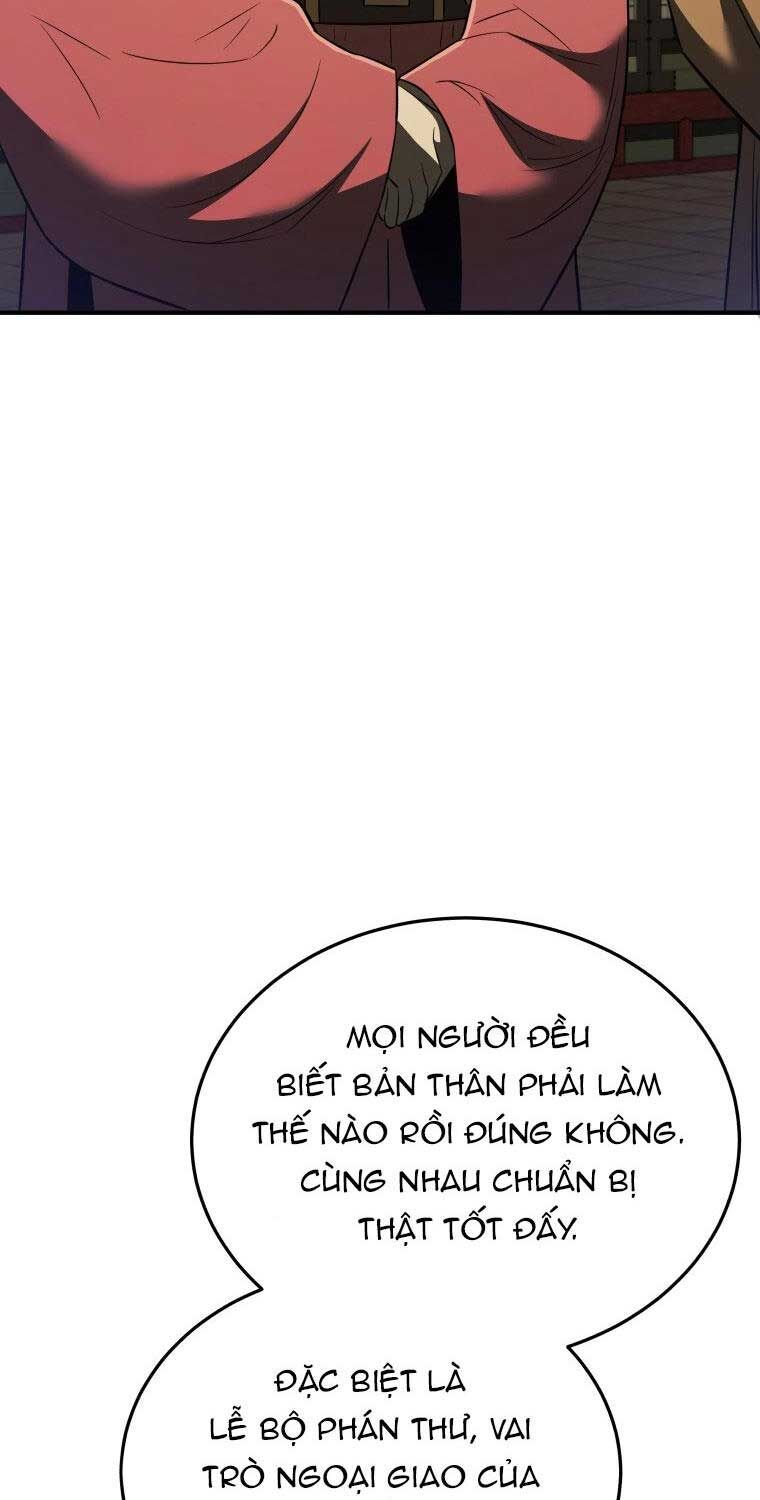 MỌI NGƯỜI ĐỀU
BIẾT BẢN THÂN PHẢI LÀM
THẾ NÀO RỒI ĐÚNG KHÔNG.
CÙNG NHAU CHUẨN BỊ
THẬT TỐT ĐẤY.
ĐẶC BIỆT LÀ
LỄ BỘ PHÁN THƯ, VAI
TRÒ NGOẠI GIAO CỦA